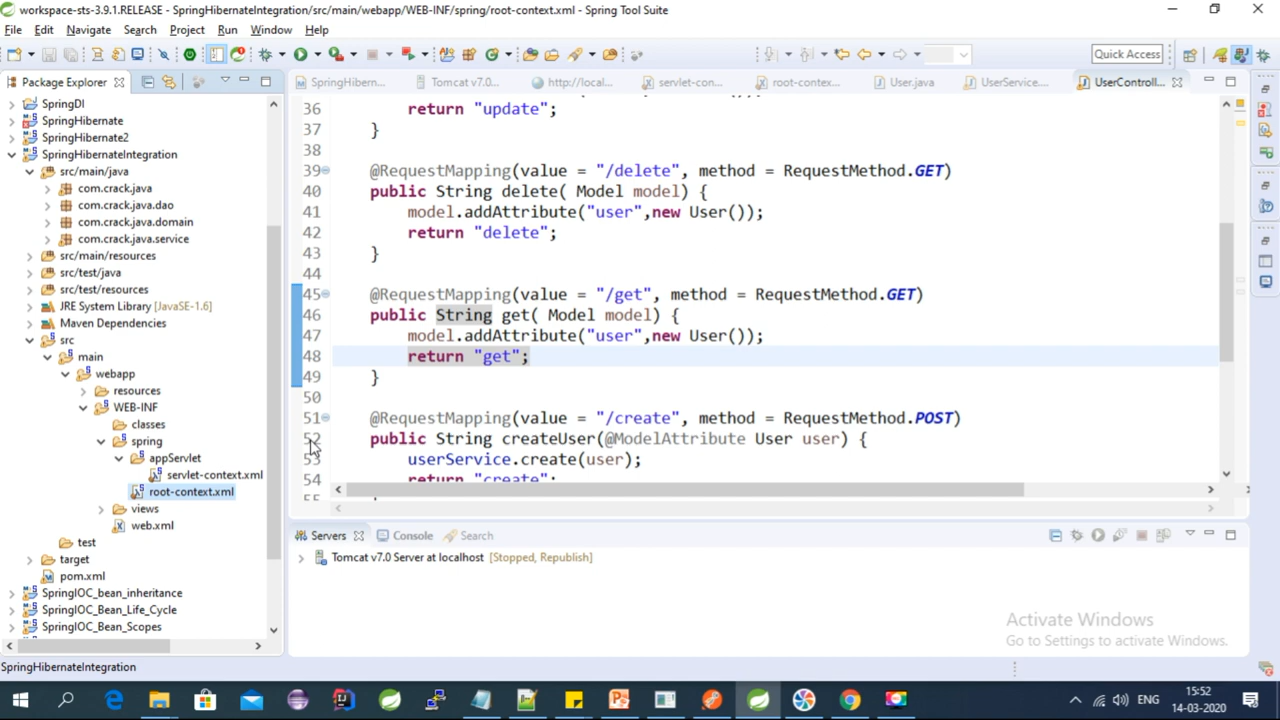 workspace-sts-3.9.1.RELEASE - SpringHibernateIntegration/src/main/webapp/WEB-INF/spring/root-context.xml - Spring Tool Suite
File Edit Navigate Search Project Run Window Help
Quick Access
Package Explorer
SpringHibern...
Tomcat v7.0...
http://local...
servlet-con...
root-contex...
User.java
UserService....
UserControll...
SpringDI
SpringHibernate
SpringHibernate2
SpringHibernateIntegration
src/main/java
com.crack.java
com.crack.java.dao
com.crack.java.domain
com.crack.java.service
src/main/resources
src/test/java
src/test/resources
JRE System Library [JavaSE-1.6]
Maven Dependencies
src
main
webapp
resources
WEB-INF
classes
spring
appServlet
servlet-context.xml
root-context.xml
views
web.xml
test
target
pom.xml
SpringIOC_bean_inheritance
SpringIOC_Bean_Life_Cycle
SpringIOC_Bean_Scopes
36 return "update";
37 }
38
39 @RequestMapping(value = "/delete", method = RequestMethod.GET)
40 public String delete( Model model) {
41 model.addAttribute("user",new User());
42 return "delete";
43 }
44
45 @RequestMapping(value = "/get", method = RequestMethod.GET)
46 public String get( Model model) {
47 model.addAttribute("user",new User());
48 return "get";
49 }
50
51 @RequestMapping(value = "/create", method = RequestMethod.POST)
52 public String createUser(@ModelAttribute User user) {
53 userService.create(user);
54 return "create";
55
Servers Console Search
Tomcat v7.0 Server at localhost [Stopped, Republish]
Activate Windows
Go to Settings to activate Windows.
SpringHibernateIntegration
ENG
15:52
14-03-2020